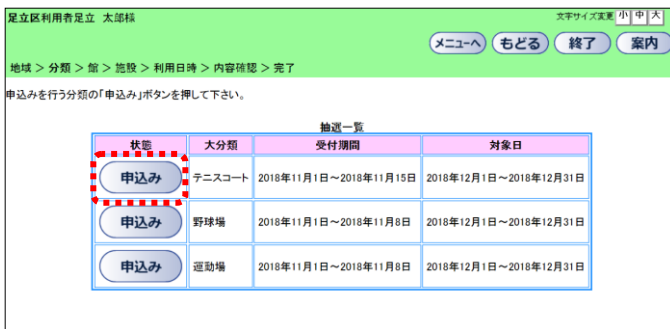 足立区利用者足立 太郎様
文字サイズ変更 小 中 大
メニューへ もどる 終了 案内
地域 > 分類 > 館 > 施設 > 利用日時 > 内容確認 > 完了
申込みを行う分類の「申込み」ボタンを押して下さい。
抽選一覧
状態 大分類 受付期間 対象日
申込み テニスコート 2018年11月1日～2018年11月15日 2018年12月1日～2018年12月31日
申込み 野球場 2018年11月1日～2018年11月8日 2018年12月1日～2018年12月31日
申込み 運動場 2018年11月1日～2018年11月8日 2018年12月1日～2018年12月31日